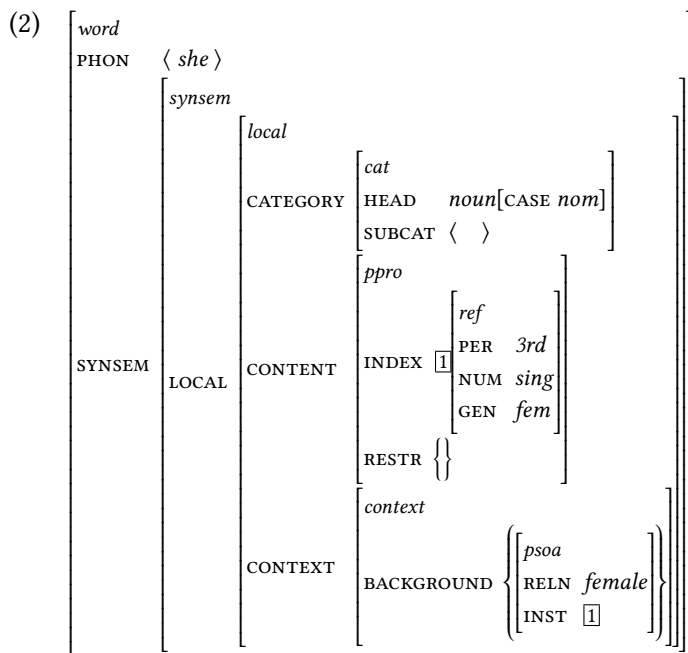 (2)
word
PHON ⟨ she ⟩
synsem
local
cat
CATEGORY HEAD noun[CASE nom]
SUBCAT ⟨ ⟩
ppro
ref
PER 3rd
SYNSEM LOCAL CONTENT INDEX 1 NUM sing
GEN fem
RESTR {}
context
psoa
CONTEXT BACKGROUND RELN female
INST 1